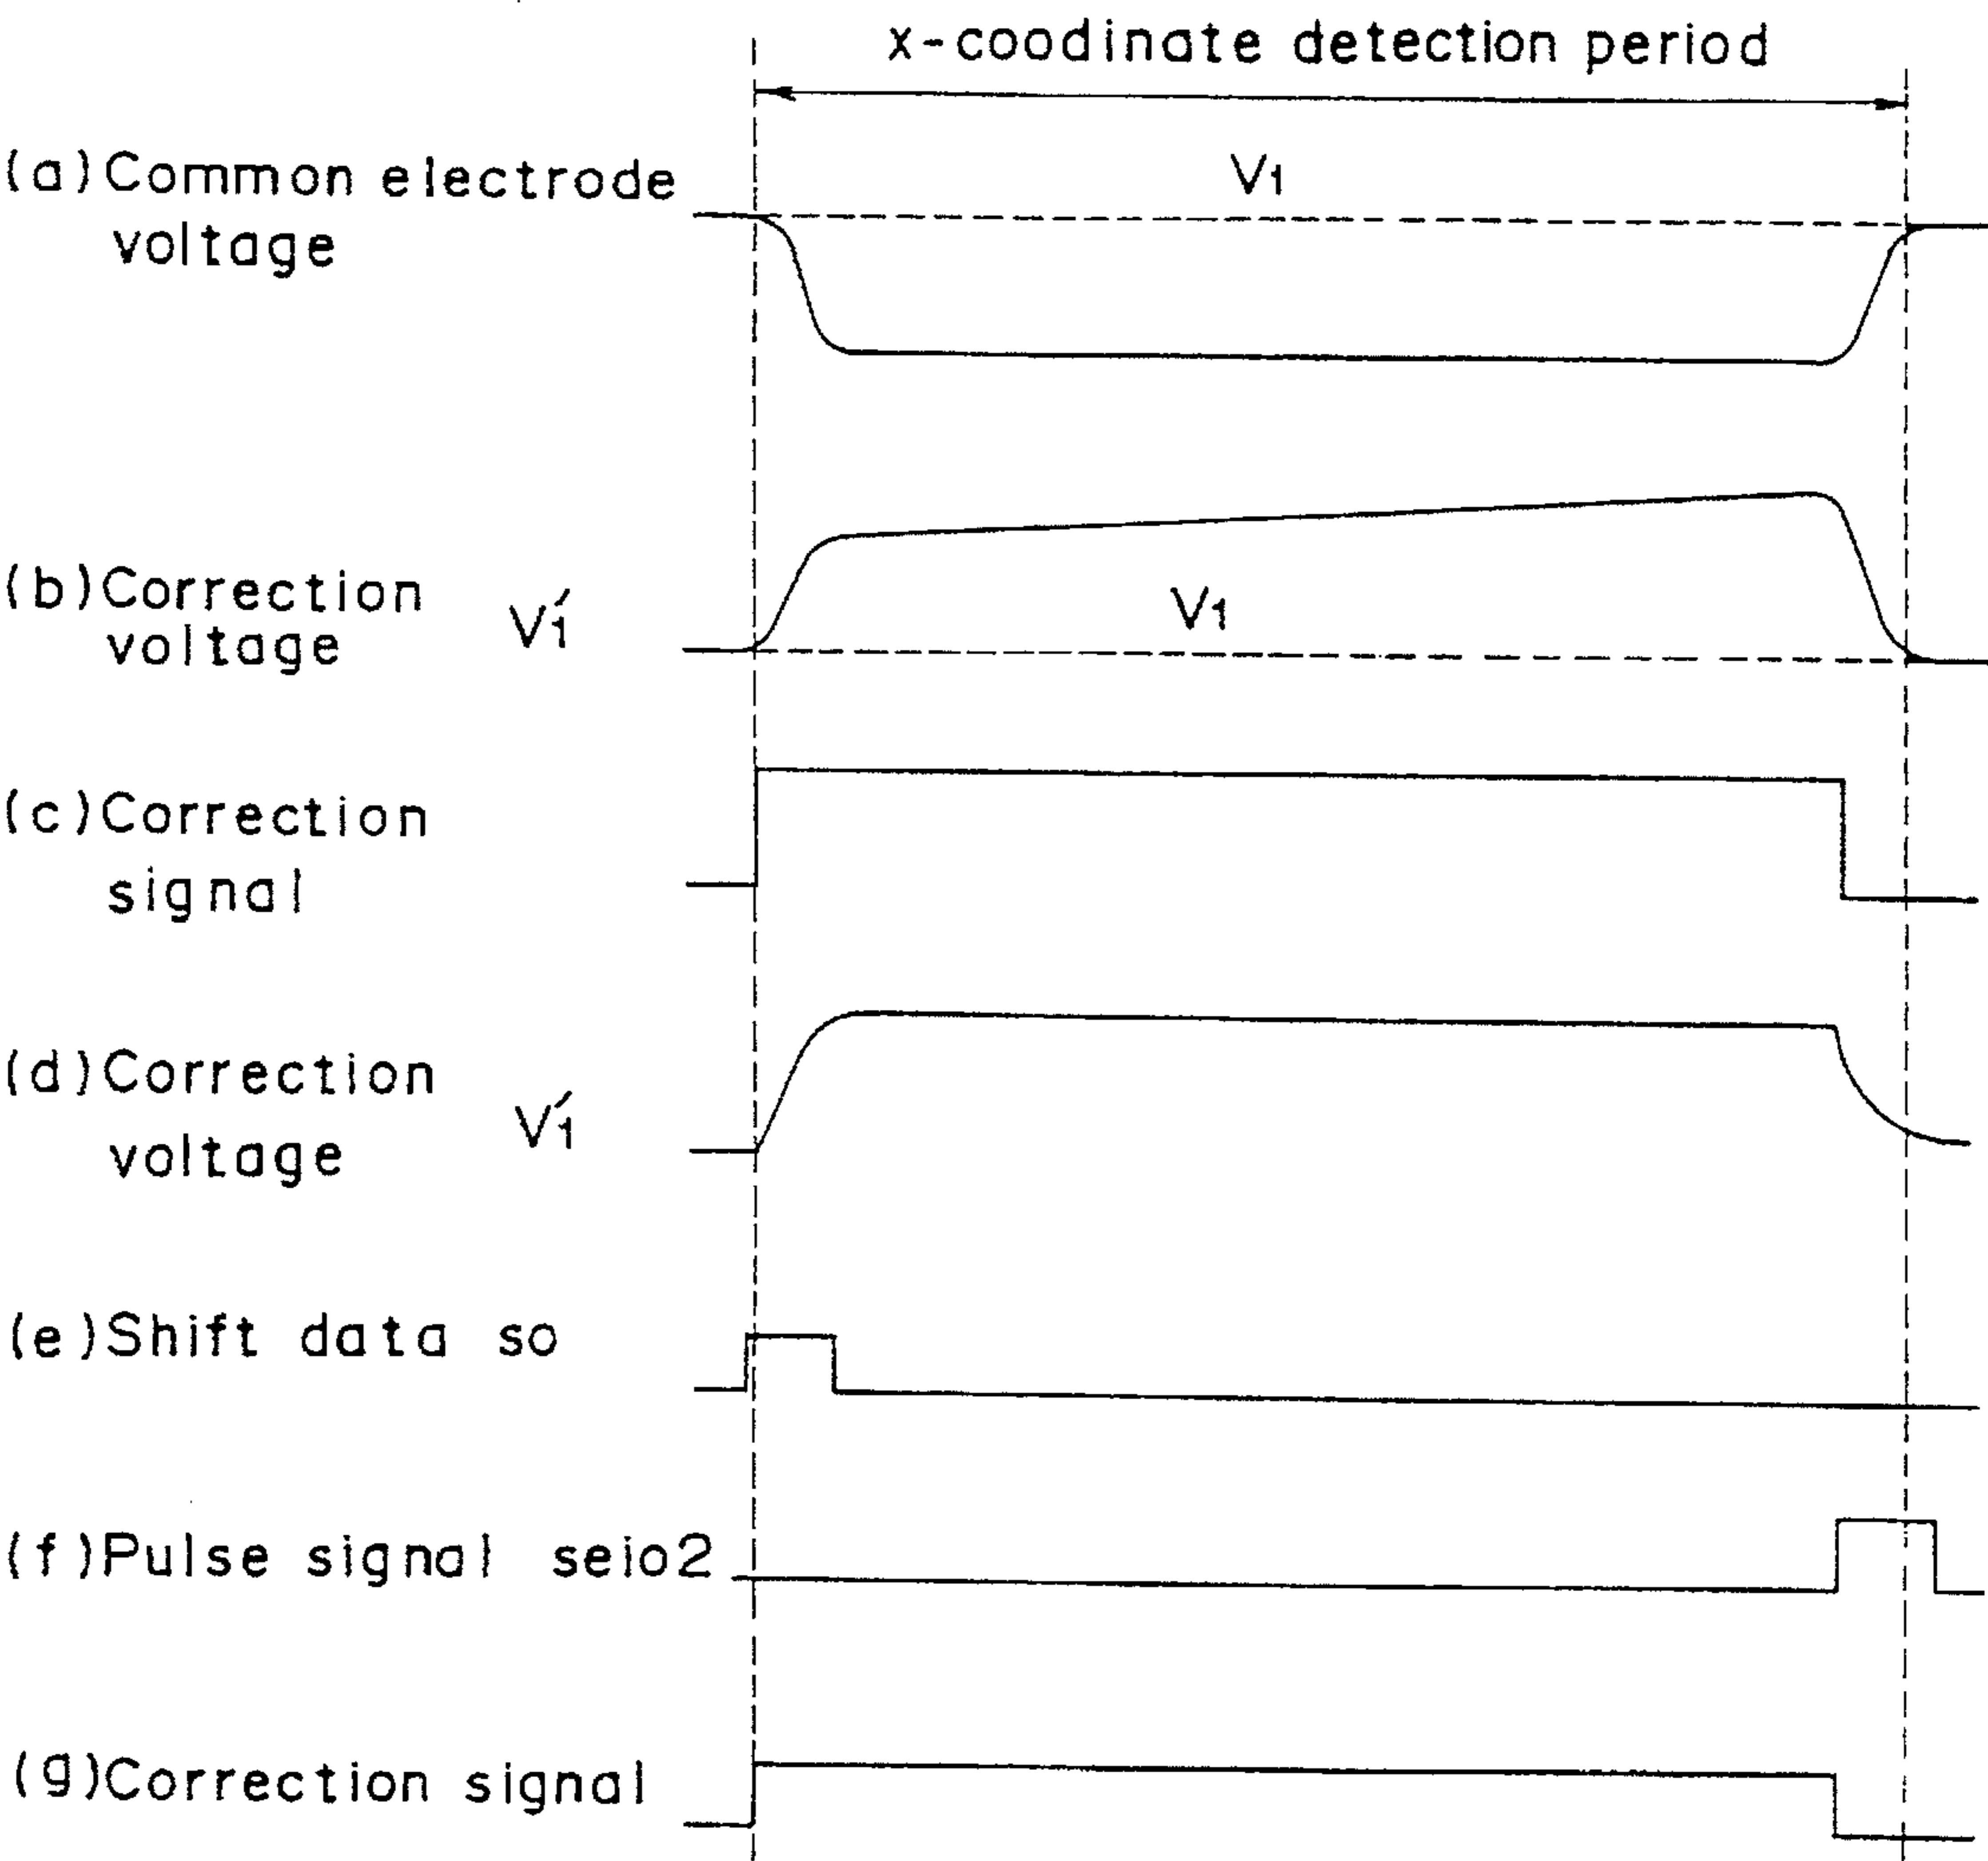 x-coodinate detection period
(a)Common electrode
voltage
V1
(b)Correction
voltage
V1́
V1
(c)Correction
signal
(d)Correction
voltage
V1́
(e)Shift data so
(f)Pulse signal seio2
(g)Correction signal